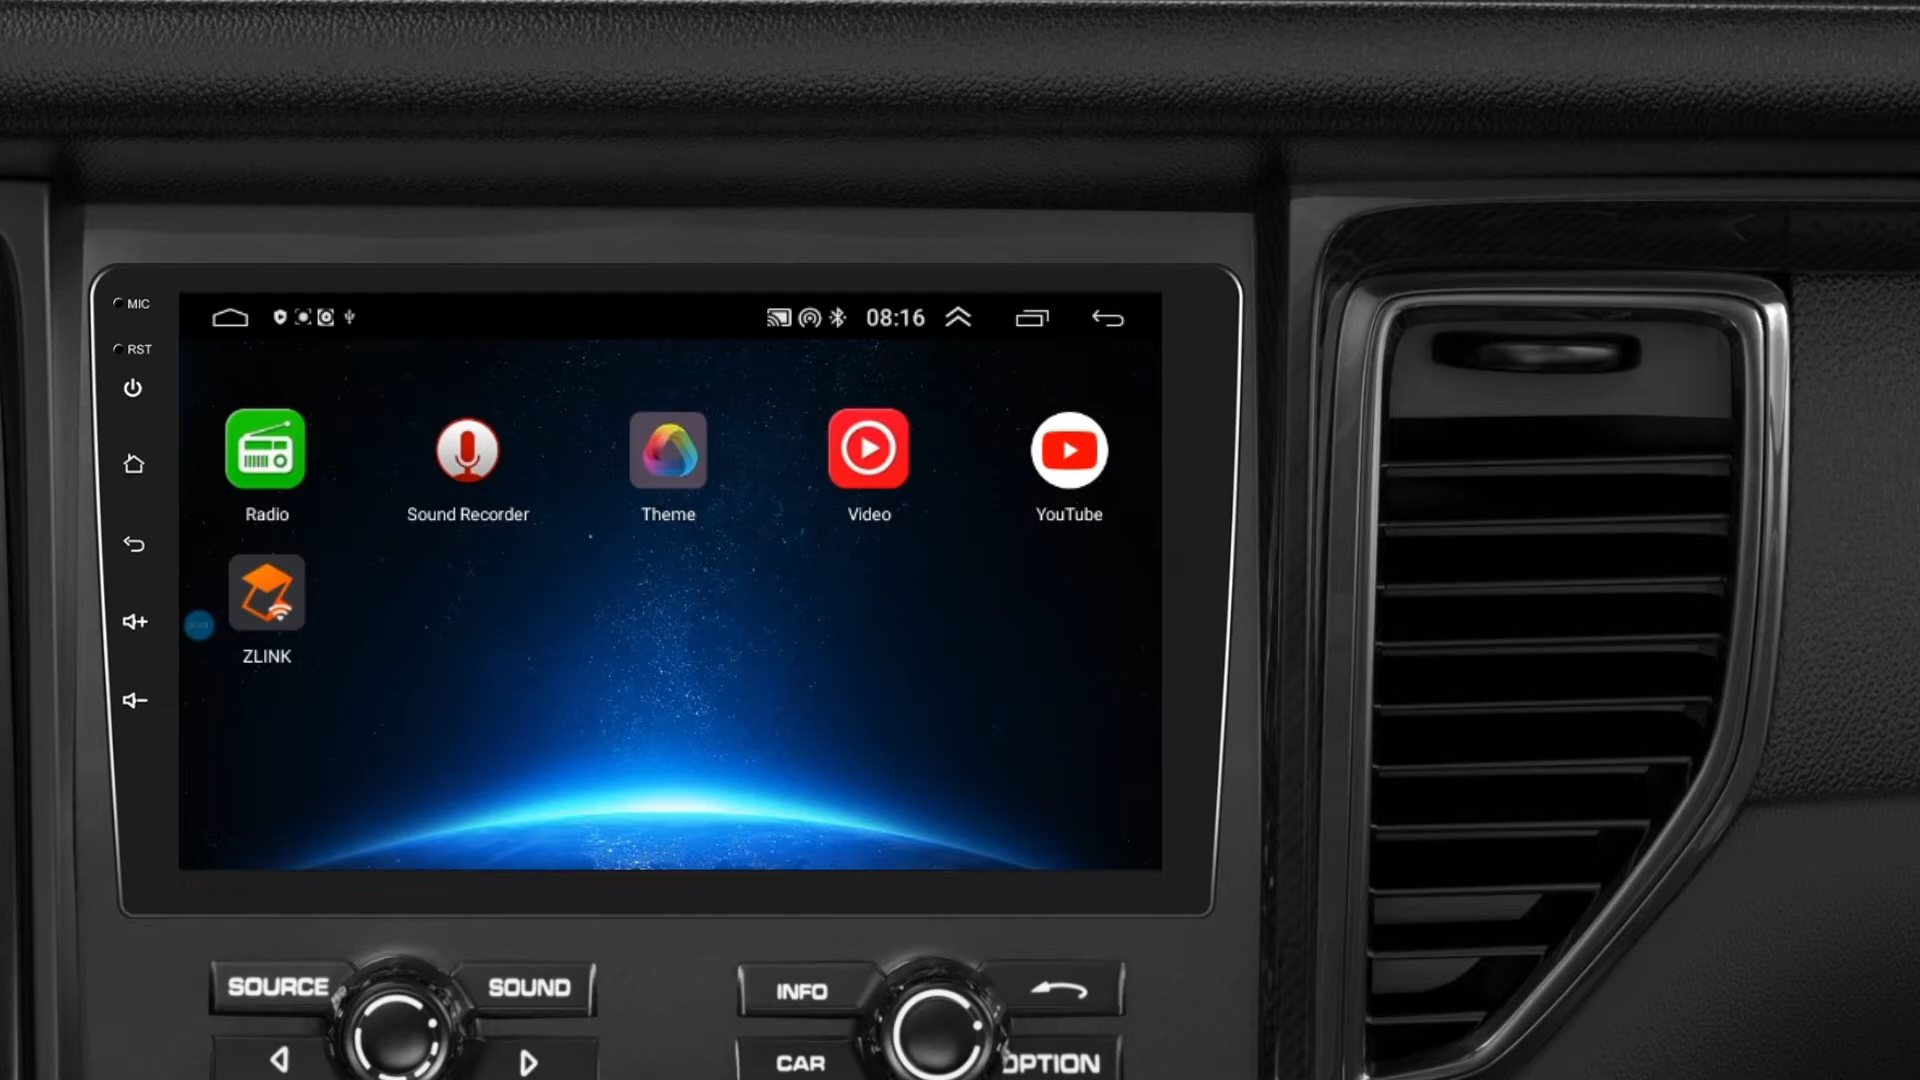 MIC
08:16
RST
Radio
Sound Recorder
Theme
Video
YouTube
ZLINK
SOURCE
SOUND
INFO
CAR
OPTION